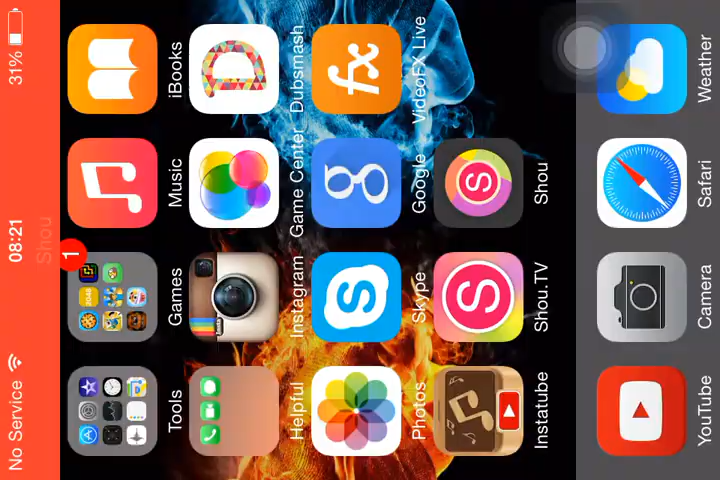 No Service 08:21 31%
Shou
1
Tools Games Music iBooks
Helpful Instagram Game Center Dubsmash
Photos Skype Google VideoFX Live
Instatube Shou.TV Shou
YouTube Camera Safari Weather